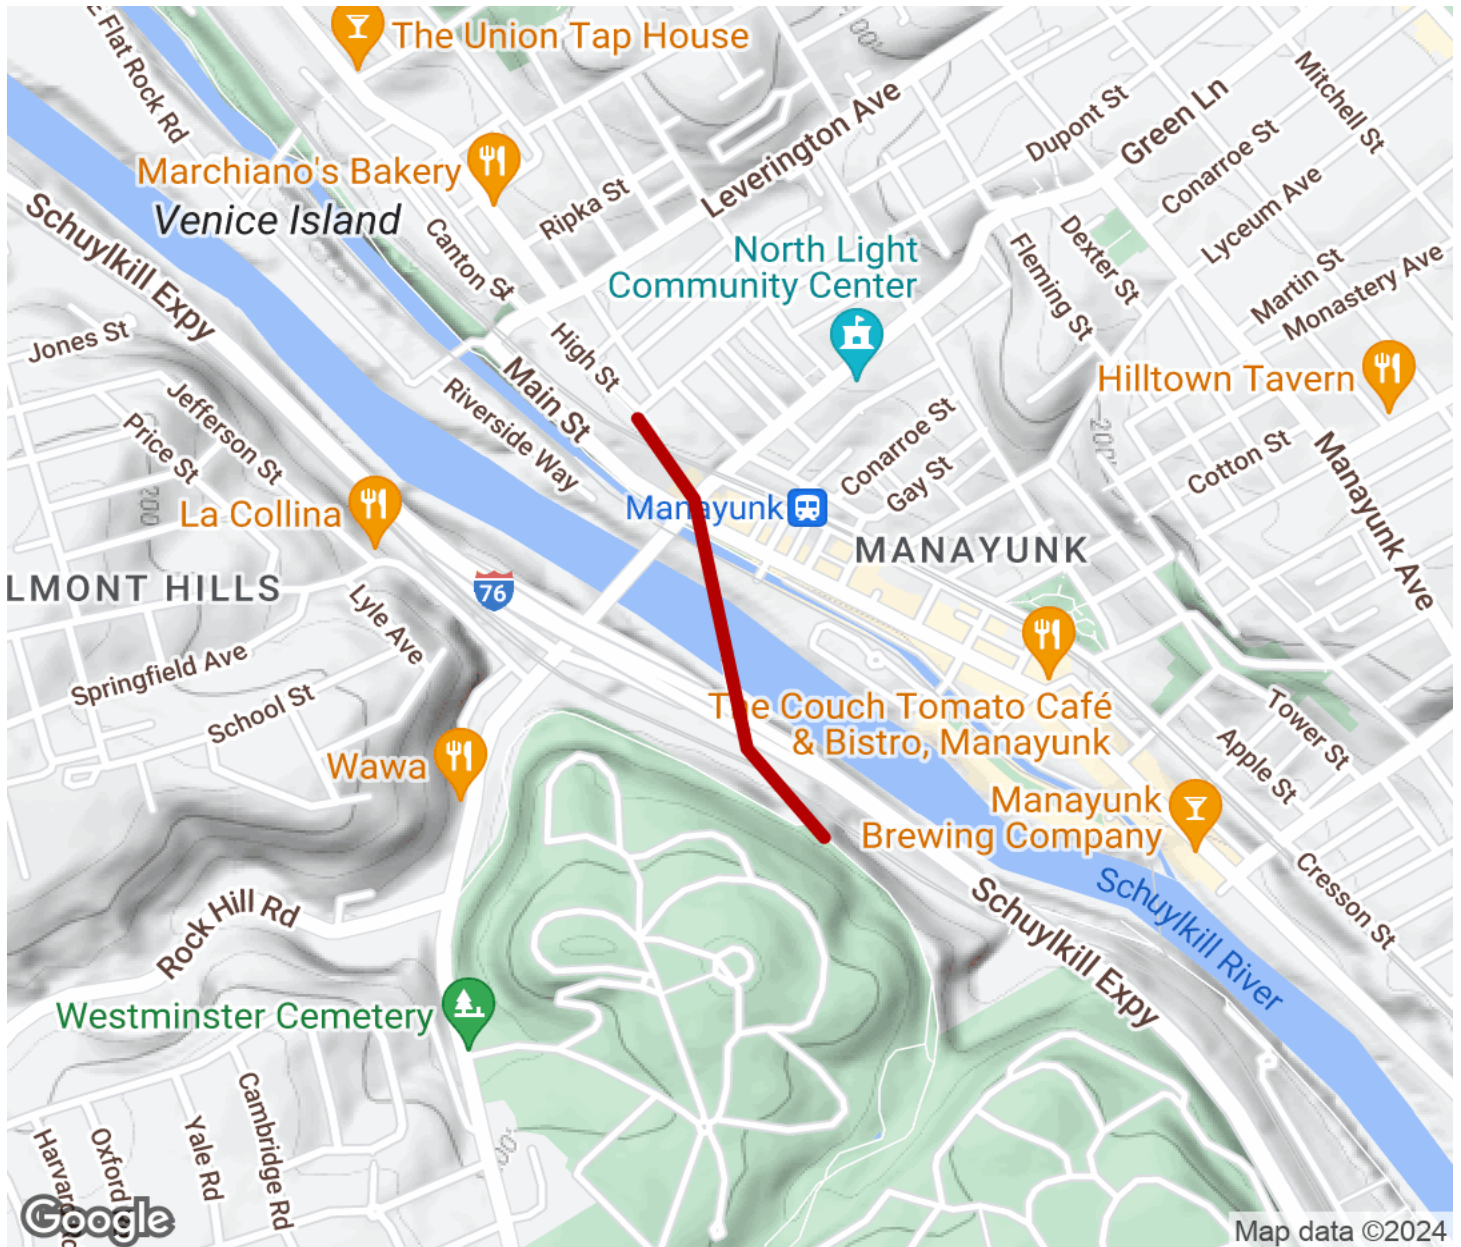 The Union Tap House
Flat Rock Rd
Mitchell St
Dupont St
Green Ln
Leverington Ave
Conarroe St
Marchiano's Bakery
Ripka St
Lyceum Ave
Schuylkill Expy
Venice Island
Canton St
North Light
Community Center
Fleming St
Dexter St
Martin St
Monastery Ave
Jones St
High St
Main St
Riverside Way
Hilltown Tavern
Jefferson St
Price St
200
Conarroe St
Gay St
200
Cotton St
Manayunk Ave
La Collina
Manayunk
MANAYUNK
LMONT HILLS
76
Lyle Ave
Springfield Ave
School St
The Couch Tomato Café
& Bistro, Manayunk
Tower St
Apple St
Wawa
Manayunk
Brewing Company
Schuylkill River
Cresson St
Rock Hill Rd
Schuylkill Expy
Westminster Cemetery
Cambridge Rd
Yale Rd
Oxford
Harvard
Google
Map data ©2024